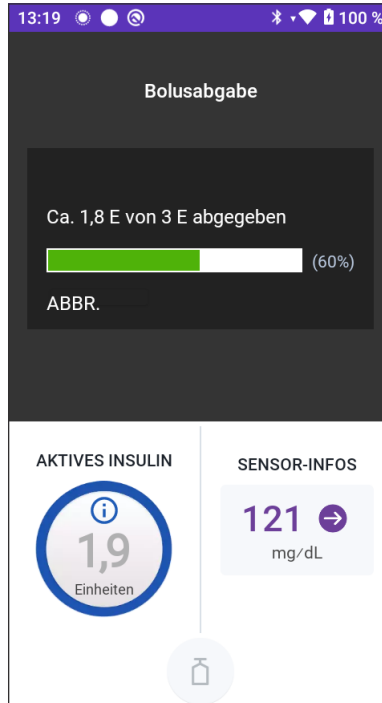 13:19 100 %
Bolusabgabe
Ca. 1,8 E von 3 E abgegeben
(60%)
ABBR.
AKTIVES INSULIN
1,9
Einheiten
SENSOR-INFOS
121
mg/dL